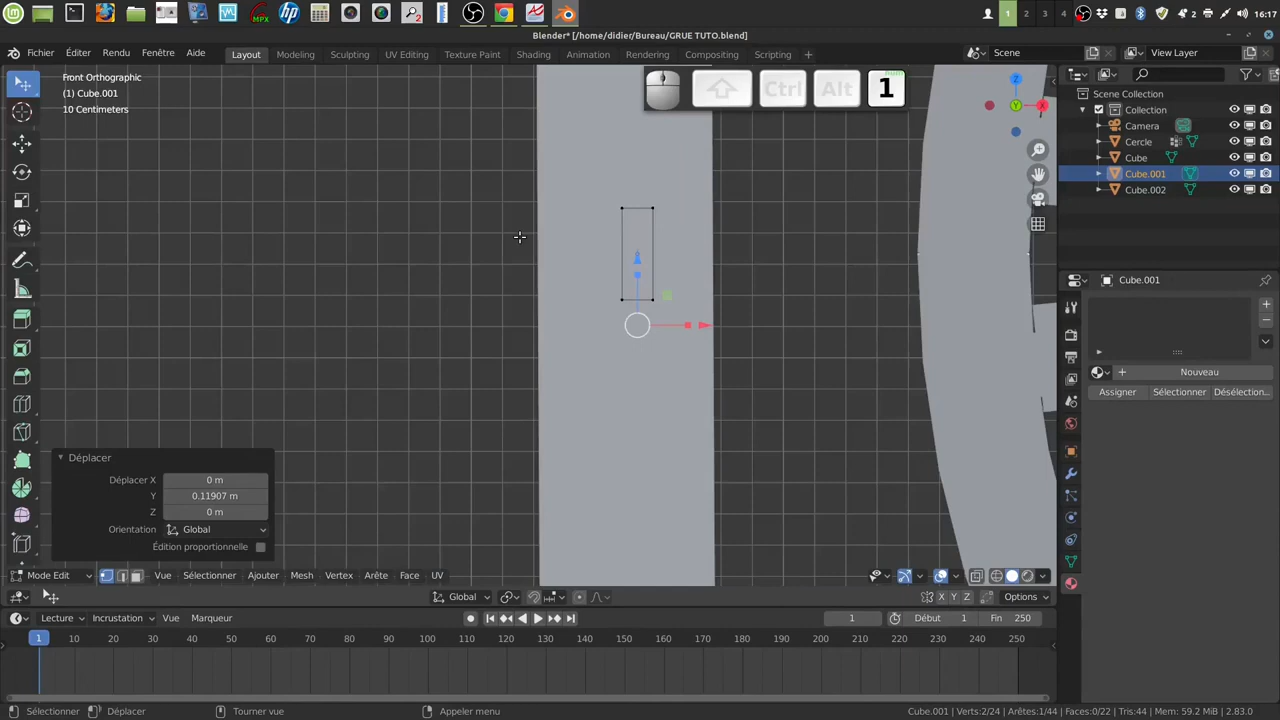 MPX
1
2
3
4
16:17
Blender* [/home/didier/Bureau/GRUE TUTO.blend]
Fichier Éditer Rendu Fenêtre Aide
Layout Modeling Sculpting UV Editing Texture Paint Shading Animation Rendering Compositing Scripting +
Scene
View Layer
Front Orthographic
(1) Cube.001
10 Centimeters
Ctrl Alt 1
Z
Y
X
Scene Collection
Collection
Camera
Cercle
Cube
Cube.001
Cube.002
Cube.001
Nouveau
Assigner Sélectionner Désélection...
Déplacer
Déplacer X 0 m
Y 0.11907 m
Z 0 m
Orientation Global
Édition proportionnelle
Mode Edit Vue Sélectionner Ajouter Mesh Vertex Arête Face UV
Global X Y Z Options
Lecture Incrustation Vue Marqueur 1 Début 1 Fin 250
1 10 20 30 40 50 60 70 80 90 100 110 120 130 140 150 160 170 180 190 200 210 220 230 240 250
Sélectionner Déplacer Tourner vue Appeler menu Cube.001 | Verts:2/24 | Arêtes:1/44 | Faces:0/22 | Tris:44 | Mem: 59.2 MiB | 2.83.0